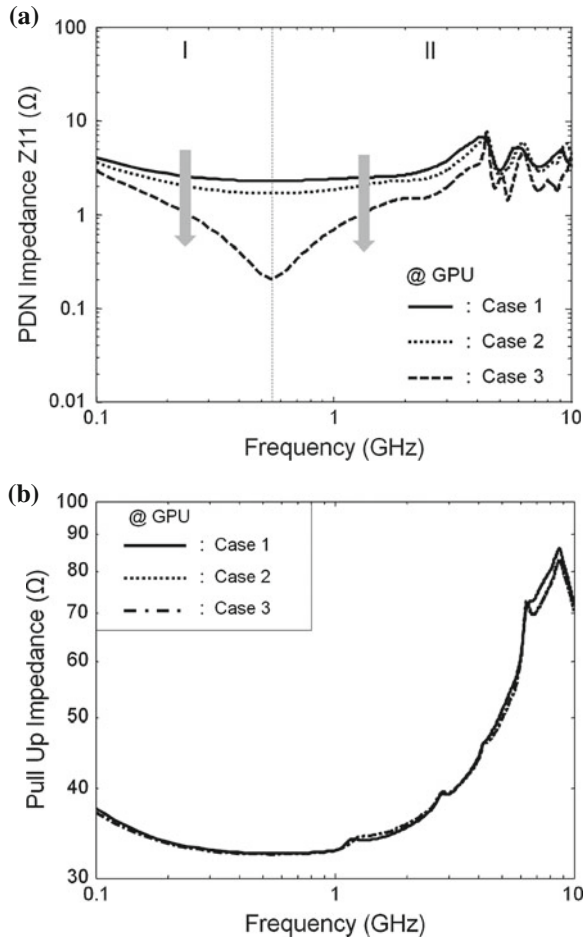 (a)
100
I
II
10
1
0.1
0.01
PDN Impedance Z11 (Ω)
@ GPU
: Case 1
: Case 2
: Case 3
0.1
1
10
Frequency (GHz)
(b)
100
90
80
70
60
50
40
30
Pull Up Impedance (Ω)
@ GPU
: Case 1
: Case 2
: Case 3
0.1
1
10
Frequency (GHz)